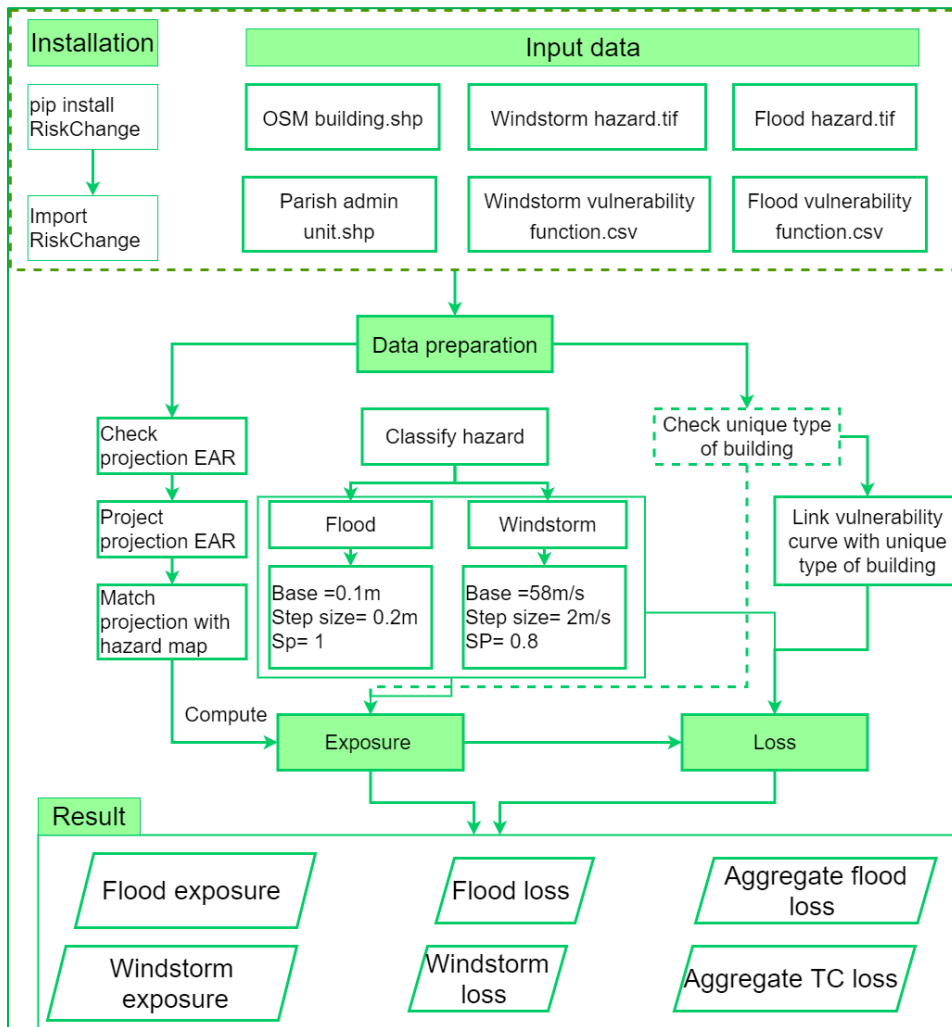 Installation
Input data
pip install
RiskChange
OSM building.shp
Windstorm hazard.tif
Flood hazard.tif
Import
RiskChange
Parish admin
unit.shp
Windstorm vulnerability
function.csv
Flood vulnerability
function.csv
Data preparation
Check
projection EAR
Classify hazard
Check unique type
of building
Project
projection EAR
Flood
Windstorm
Link vulnerability
curve with unique
type of building
Match
projection with
hazard map
Base =0.1m
Step size= 0.2m
Sp= 1
Base =58m/s
Step size= 2m/s
SP= 0.8
Compute
Exposure
Loss
Result
Flood exposure
Flood loss
Aggregate flood
loss
Windstorm
exposure
Windstorm
loss
Aggregate TC loss